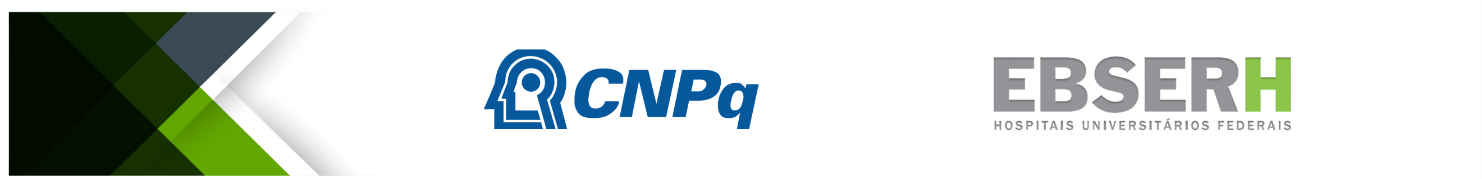 CNPq
EBSERH
HOSPITAIS UNIVERSITÁRIOS FEDERAIS